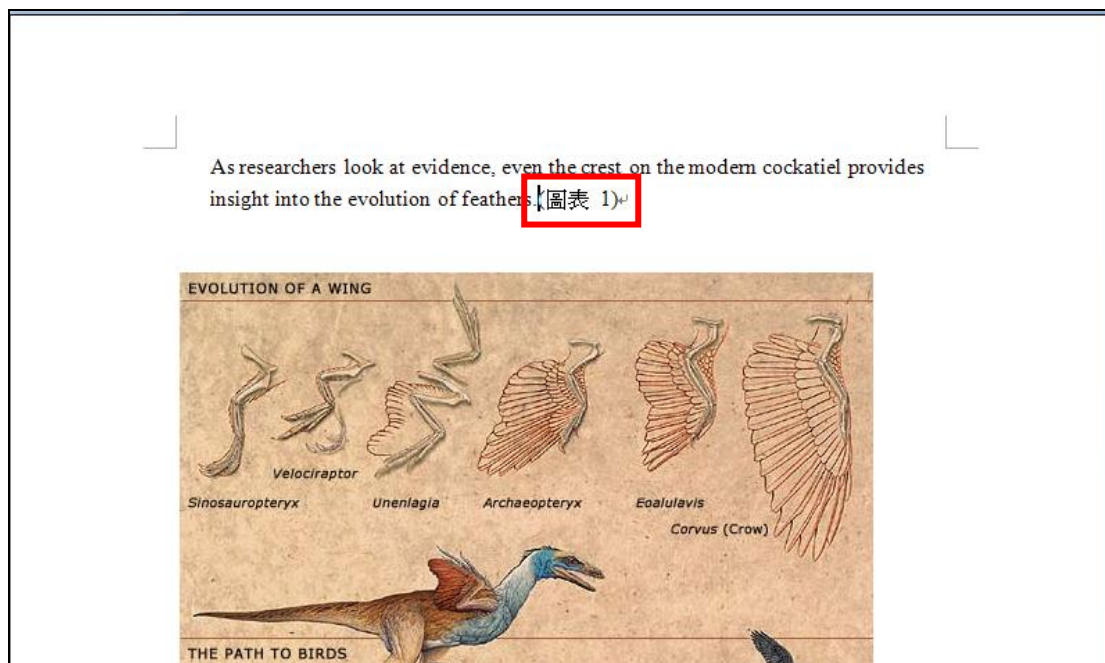 As researchers look at evidence, even the crest on the modern cockatiel provides
insight into the evolution of feathers.(圖表 1)
EVOLUTION OF A WING
Velociraptor
Sinosauropteryx Unenlagia Archaeopteryx Eoalulavis
Corvus (Crow)
THE PATH TO BIRDS